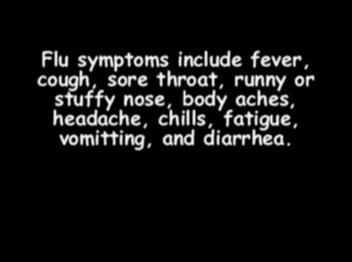 Flu symptoms include fever,
cough, sore throat, runny or
stuffy nose, body aches,
headache, chills, fatigue,
vomitting, and diarrhea.